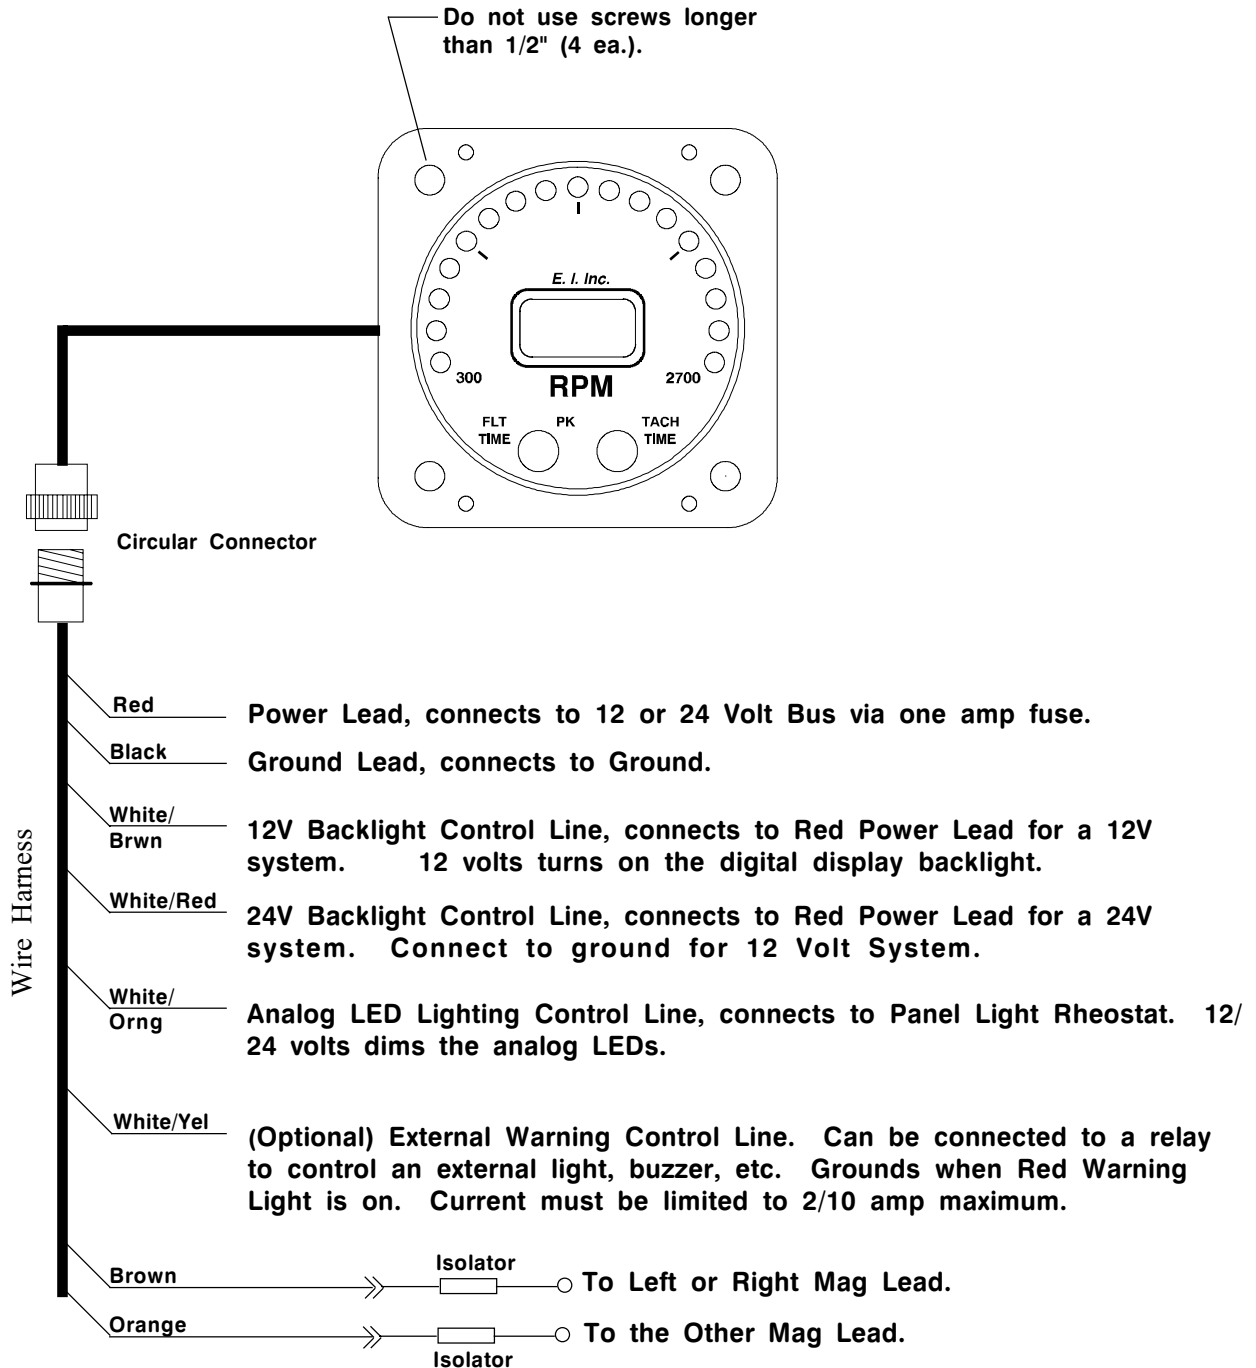 Do not use screws longer
than 1/2" (4 ea.).
E. I. Inc.
300
RPM
2700
FLT
TIME
PK
TACH
TIME
Circular Connector
Wire Harness
Red
Power Lead, connects to 12 or 24 Volt Bus via one amp fuse.
Black
Ground Lead, connects to Ground.
White/
Brwn
12V Backlight Control Line, connects to Red Power Lead for a 12V
system. 12 volts turns on the digital display backlight.
White/Red
24V Backlight Control Line, connects to Red Power Lead for a 24V
system. Connect to ground for 12 Volt System.
White/
Orng
Analog LED Lighting Control Line, connects to Panel Light Rheostat. 12/
24 volts dims the analog LEDs.
White/Yel
(Optional) External Warning Control Line. Can be connected to a relay
to control an external light, buzzer, etc. Grounds when Red Warning
Light is on. Current must be limited to 2/10 amp maximum.
Brown
Isolator
To Left or Right Mag Lead.
Orange
Isolator
To the Other Mag Lead.